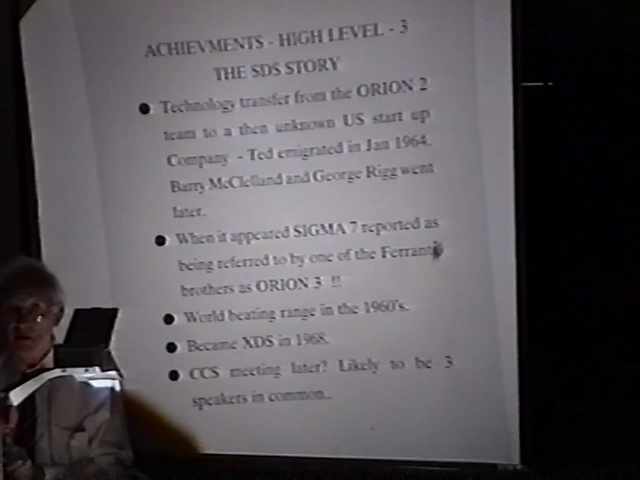 ACHIEVMENTS - HIGH LEVEL - 3
THE SDS STORY
● Technology transfer from the ORION 2
team to a then unknown US start up
Company - Ted emigrated in Jan 1964.
Barry McClelland and George Rigg went
later.
● When it appeared SIGMA 7 reported as
being referred to by one of the Ferranti
brothers as ORION 3 !!
● World beating range in the 1960's.
● Became XDS in 1968.
● CCS meeting later? Likely to be 3
speakers in common..